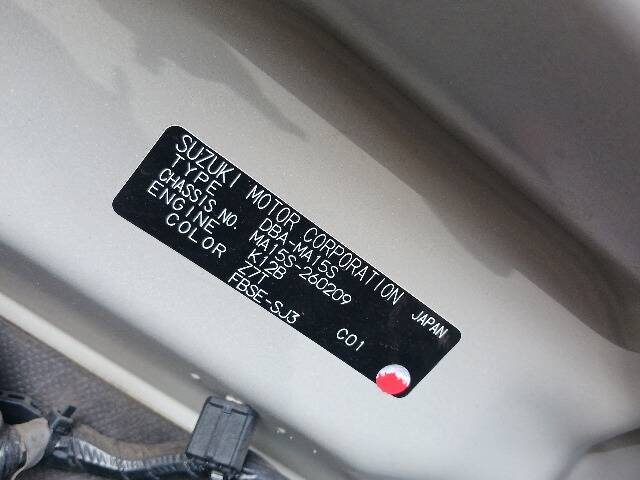 SUZUKI MOTOR CORPORATION JAPAN
TYPE DBA-MA15S
CHASSIS NO. MA15S-260209
ENGINE K12B
COLOR Z7T
FBSE-SJ3 C01